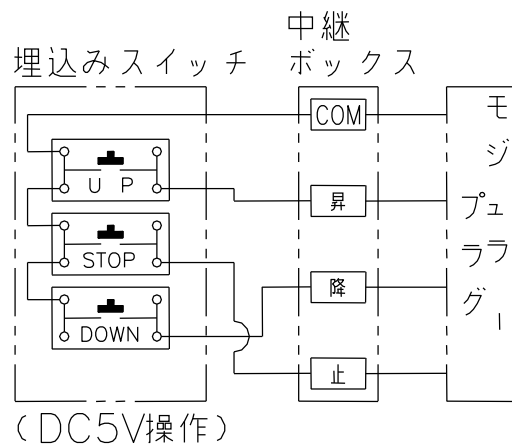 中継
ボックス
埋込みスイッチ
COM
UP
昇
STOP
降
DOWN
止
モジュラー
プラグ
(DC5V操作)